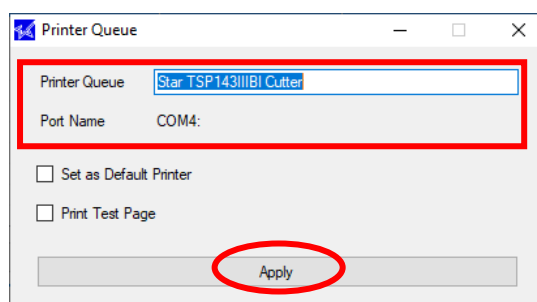 Printer Queue
Printer Queue Star TSP143IIIBI Cutter
Port Name COM4:
Set as Default Printer
Print Test Page
Apply